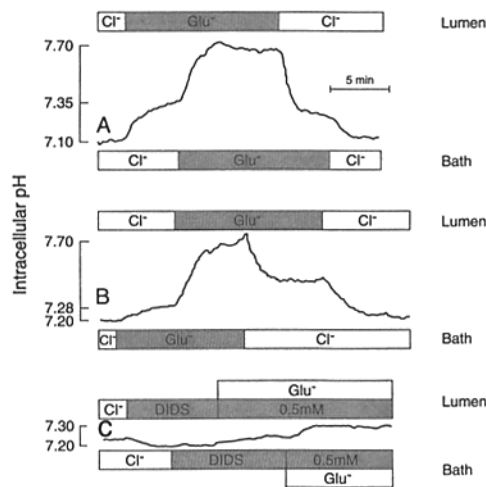 Cl⁻ Glu⁻ Cl⁻ Lumen
7.70
5 min
7.35
A
7.10
Cl⁻ Glu⁻ Cl⁻ Bath
Intracellular pH
Cl⁻ Glu⁻ Cl⁻ Lumen
7.70
B
7.28
7.20
Cl⁻ Glu⁻ Cl⁻ Bath
Glu⁻
Cl⁻ DIDS 0.5mM Lumen
7.30 C
7.20
Cl⁻ DIDS 0.5mM
Glu⁻ Bath